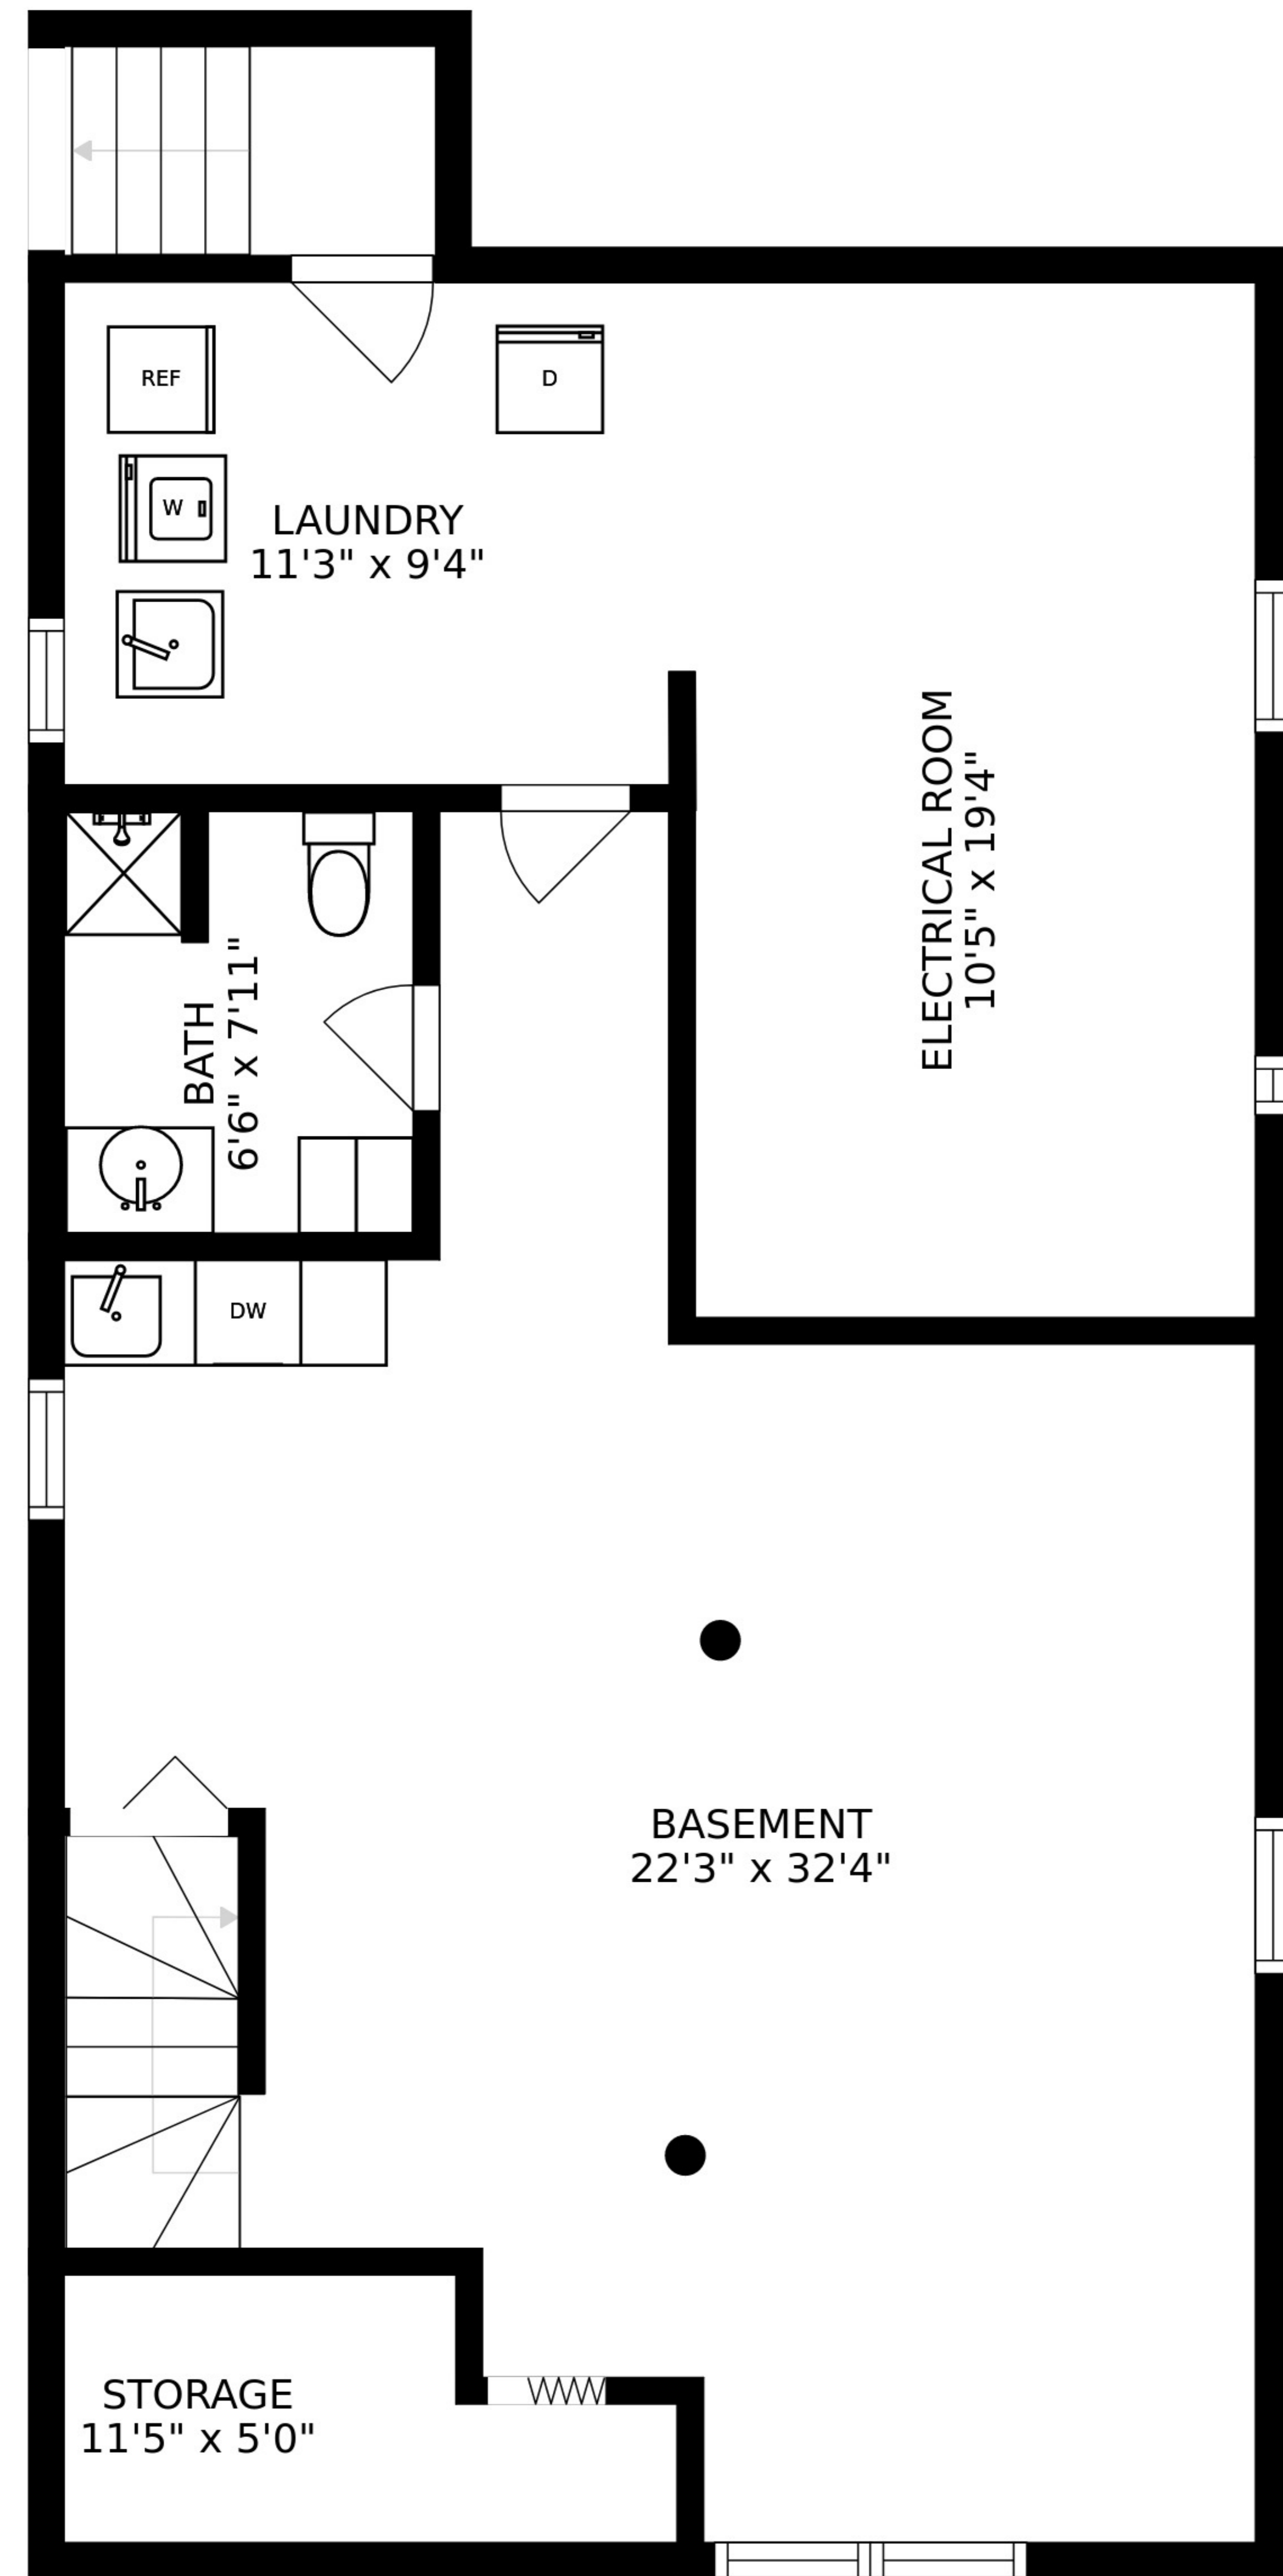 REF
D
W
LAUNDRY
11'3" x 9'4"
ELECTRICAL ROOM
10'5" x 19'4"
BATH
6'6" x 7'11"
DW
BASEMENT
22'3" x 32'4"
STORAGE
11'5" x 5'0"